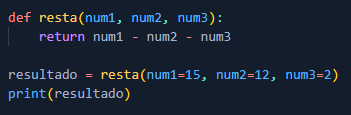 def resta(num1, num2, num3):
    return num1 - num2 - num3

resultado = resta(num1=15, num2=12, num3=2)
print(resultado)